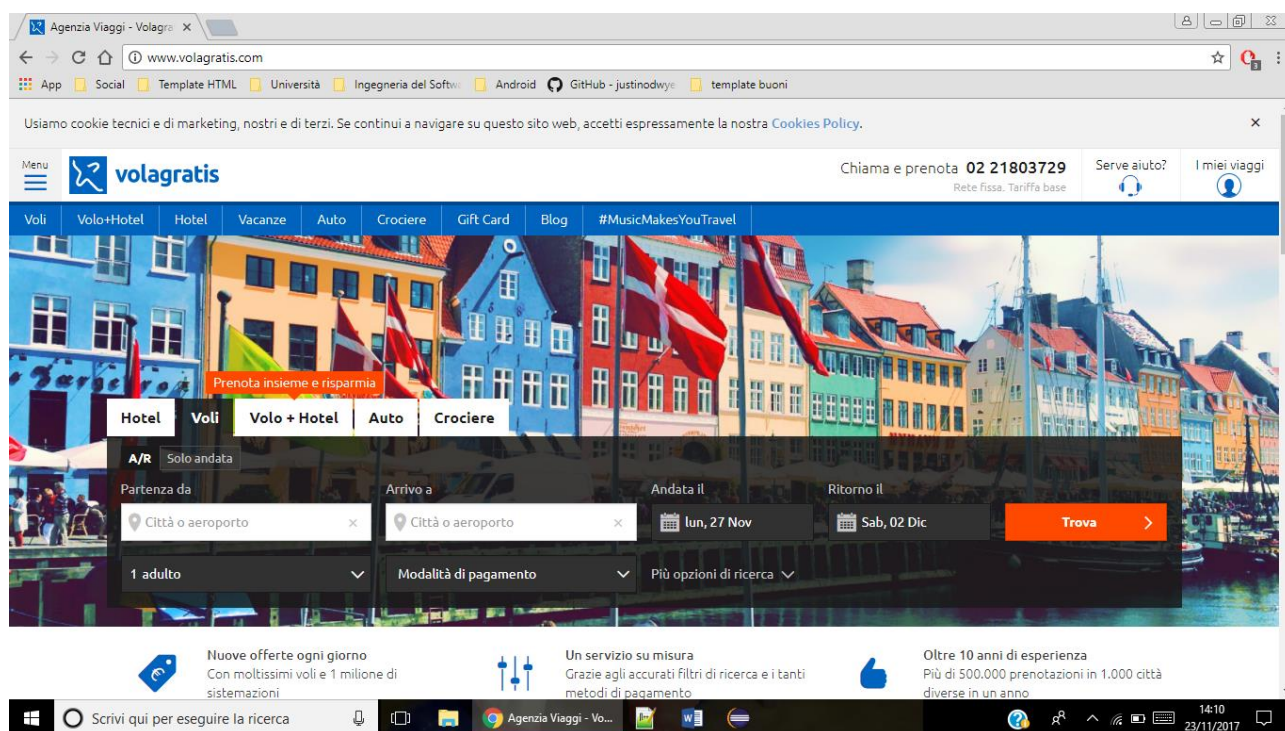 Agenzia Viaggi - Volagra
www.volagratis.com
App Social Template HTML Università Ingegneria del Softw Android GitHub - justinodwye template buoni
Usiamo cookie tecnici e di marketing, nostri e di terzi. Se continui a navigare su questo sito web, accetti espressamente la nostra Cookies Policy.
Menu
volagratis
Chiama e prenota 02 21803729
Rete fissa. Tariffa base
Serve aiuto?
I miei viaggi
Voli Volo+Hotel Hotel Vacanze Auto Crociere Gift Card Blog #MusicMakesYouTravel
Prenota insieme e risparmia
Hotel Voli Volo + Hotel Auto Crociere
A/R Solo andata
Partenza da Arrivo a Andata il Ritorno il
Città o aeroporto Città o aeroporto lun, 27 Nov Sab, 02 Dic Trova
1 adulto Modalità di pagamento Più opzioni di ricerca
Nuove offerte ogni giorno
Con moltissimi voli e 1 milione di
sistemazioni
Un servizio su misura
Grazie agli accurati filtri di ricerca e i tanti
metodi di pagamento
Oltre 10 anni di esperienza
Più di 500.000 prenotazioni in 1.000 città
diverse in un anno
Scrivi qui per eseguire la ricerca
Agenzia Viaggi - Vo...
14:10
23/11/2017